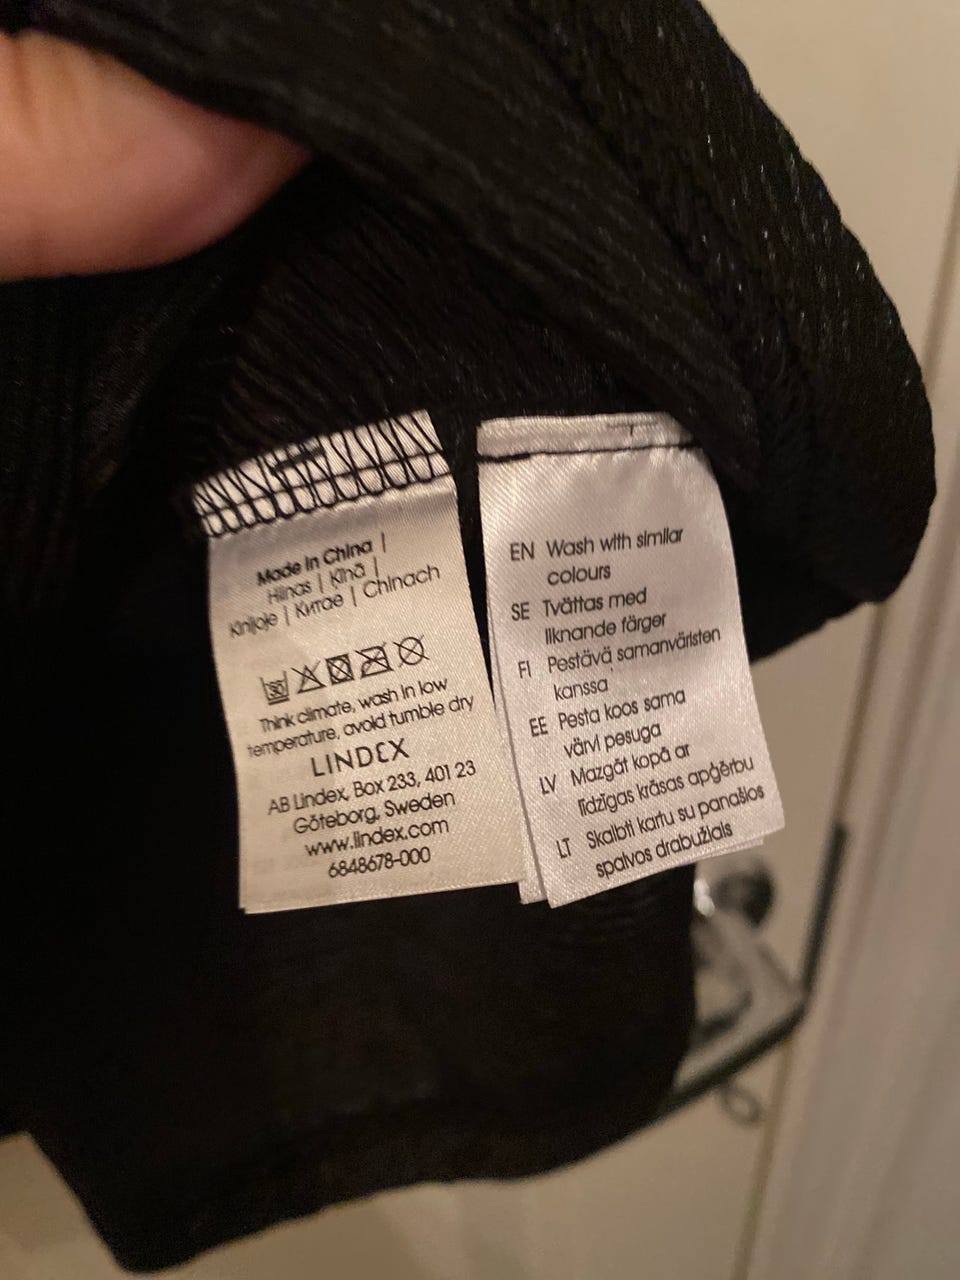 Made in China |
Hiinas | Ķīnā |
Kinijoje | Китае | Chinach
30
Think climate, wash in low
temperature, avoid tumble dry
LINDEX
AB Lindex, Box 233, 401 23
Göteborg, Sweden
www.lindex.com
6848678-000
EN Wash with similar
colours
SE Tvättas med
liknande färger
FI Pestävä samanväristen
kanssa
EE Pesta koos sama
värvi pesuga
LV Mazgāt kopā ar
līdzīgas krāsas apģērbu
LT Skalbti kartu su panašios
spalvos drabužiais